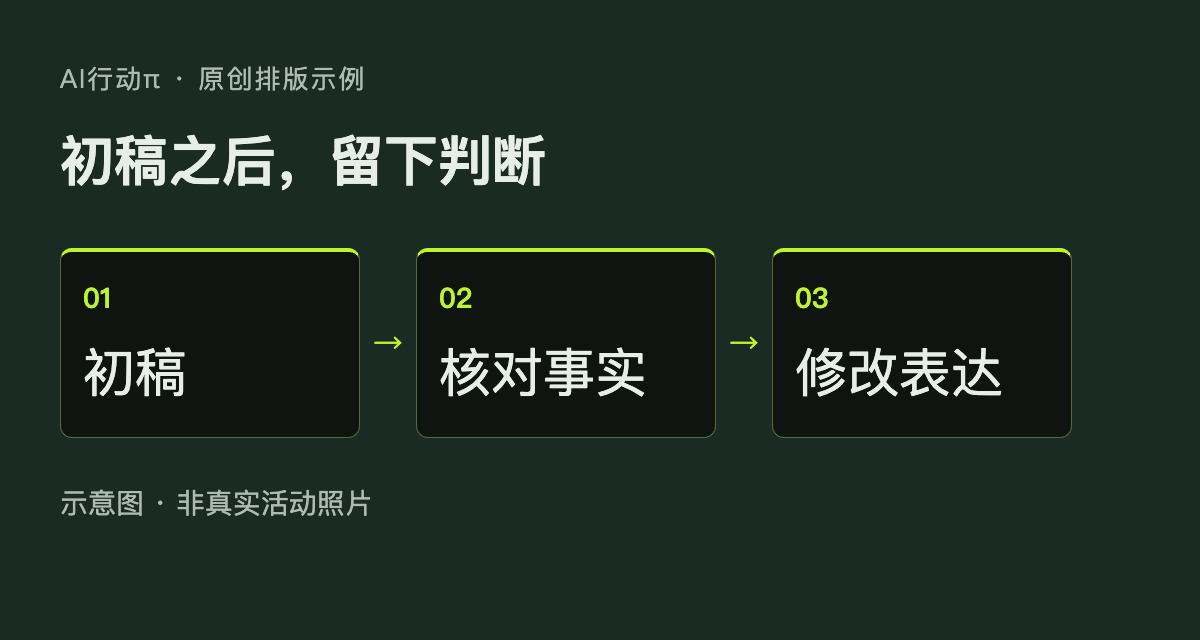 AI行动π · 原创排版示例
初稿之后，留下判断
01
初稿
→
02
核对事实
→
03
修改表达
示意图 · 非真实活动照片